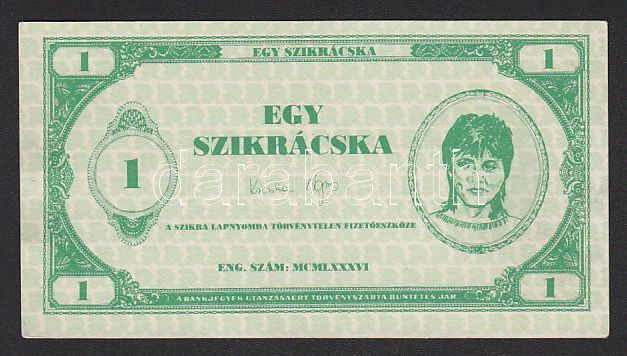 1 EGY SZIKRÁCSKA 1
EGY
SZIKRÁCSKA
1
darabanth
A SZIKRA LAPNYOMDA TÖRVÉNYTELEN FIZETŐESZKÖZE
ENG. SZÁM: MCMLXXXVI
1 1
A BANKJEGYEK UTÁNZÁSÁÉRT TÖRVÉNYSZABTA BÜNTETÉS JÁR